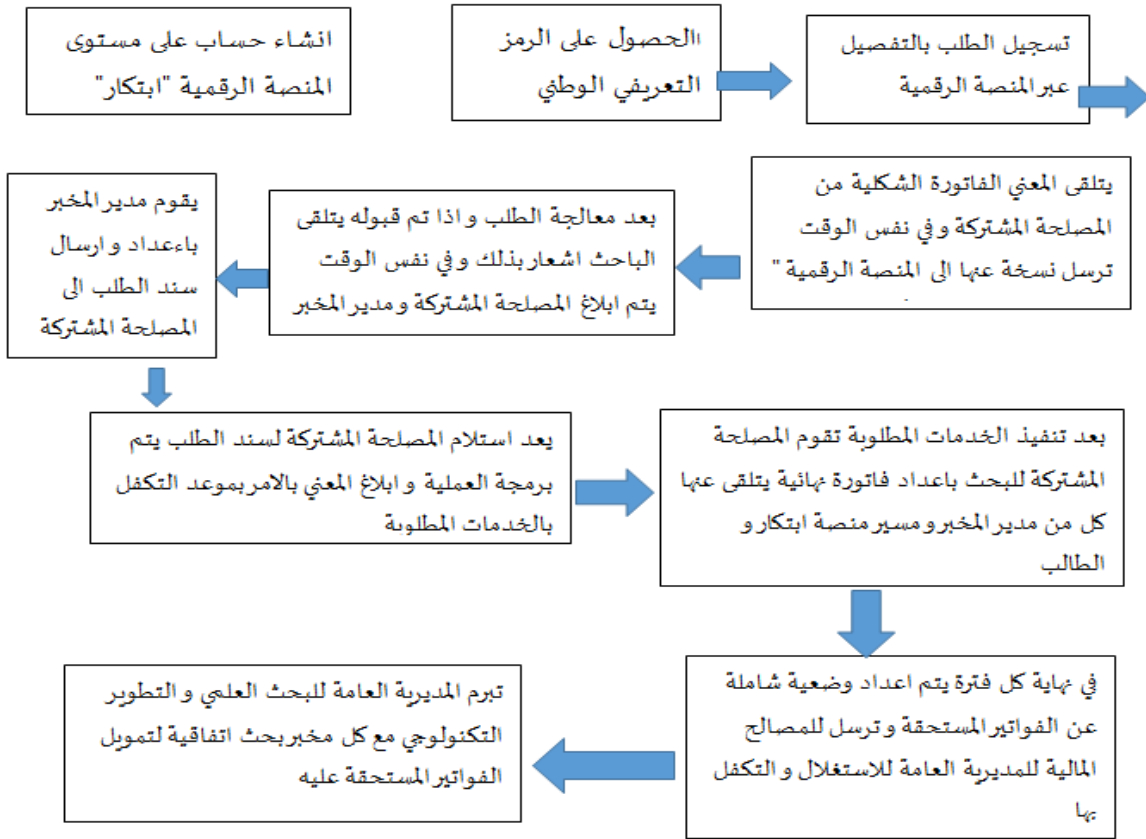 انشاء حساب على مستوى
المنصة الرقمية "ابتكار"
االحصول على الرمز
التعريفي الوطني
تسجيل الطلب بالتفصيل
عبر المنصة الرقمية
يتلقى المعني الفاتورة الشكلية من
المصلحة المشتركة وفي نفس الوقت
ترسل نسخة عنها الى المنصة الرقمية "
بعد معالجة الطلب و اذا تم قبوله يتلقى
الباحث اشعار بذلك و في نفس الوقت
يتم ابلاغ المصلحة المشتركة و مدير المخبر
يقوم مدير المخبر
باءعداد و ارسال
سند الطلب الى
المصلحة المشتركة
بعد استلام المصلحة المشتركة لسند الطلب يتم
برمجة العملية و ابلاغ المعني بالامر بموعد التكفل
بالخدمات المطلوبة
بعد تنفيذ الخدمات المطلوبة تقوم المصلحة
المشتركة للبحث باعداد فاتورة نهائية يتلقى عنها
كل من مدير المخبر و مسير منصة ابتكار و
الطالب
في نهاية كل فترة يتم اعداد وضعية شاملة
عن الفواتير المستحقة و ترسل للمصالح
المالية للمديرية العامة للاستغلال و التكفل
بها
تبرم المديرية العامة للبحث العلمي و التطوير
التكنولوجي مع كل مخبر بحث اتفاقية لتمويل
الفواتير المستحقة عليه